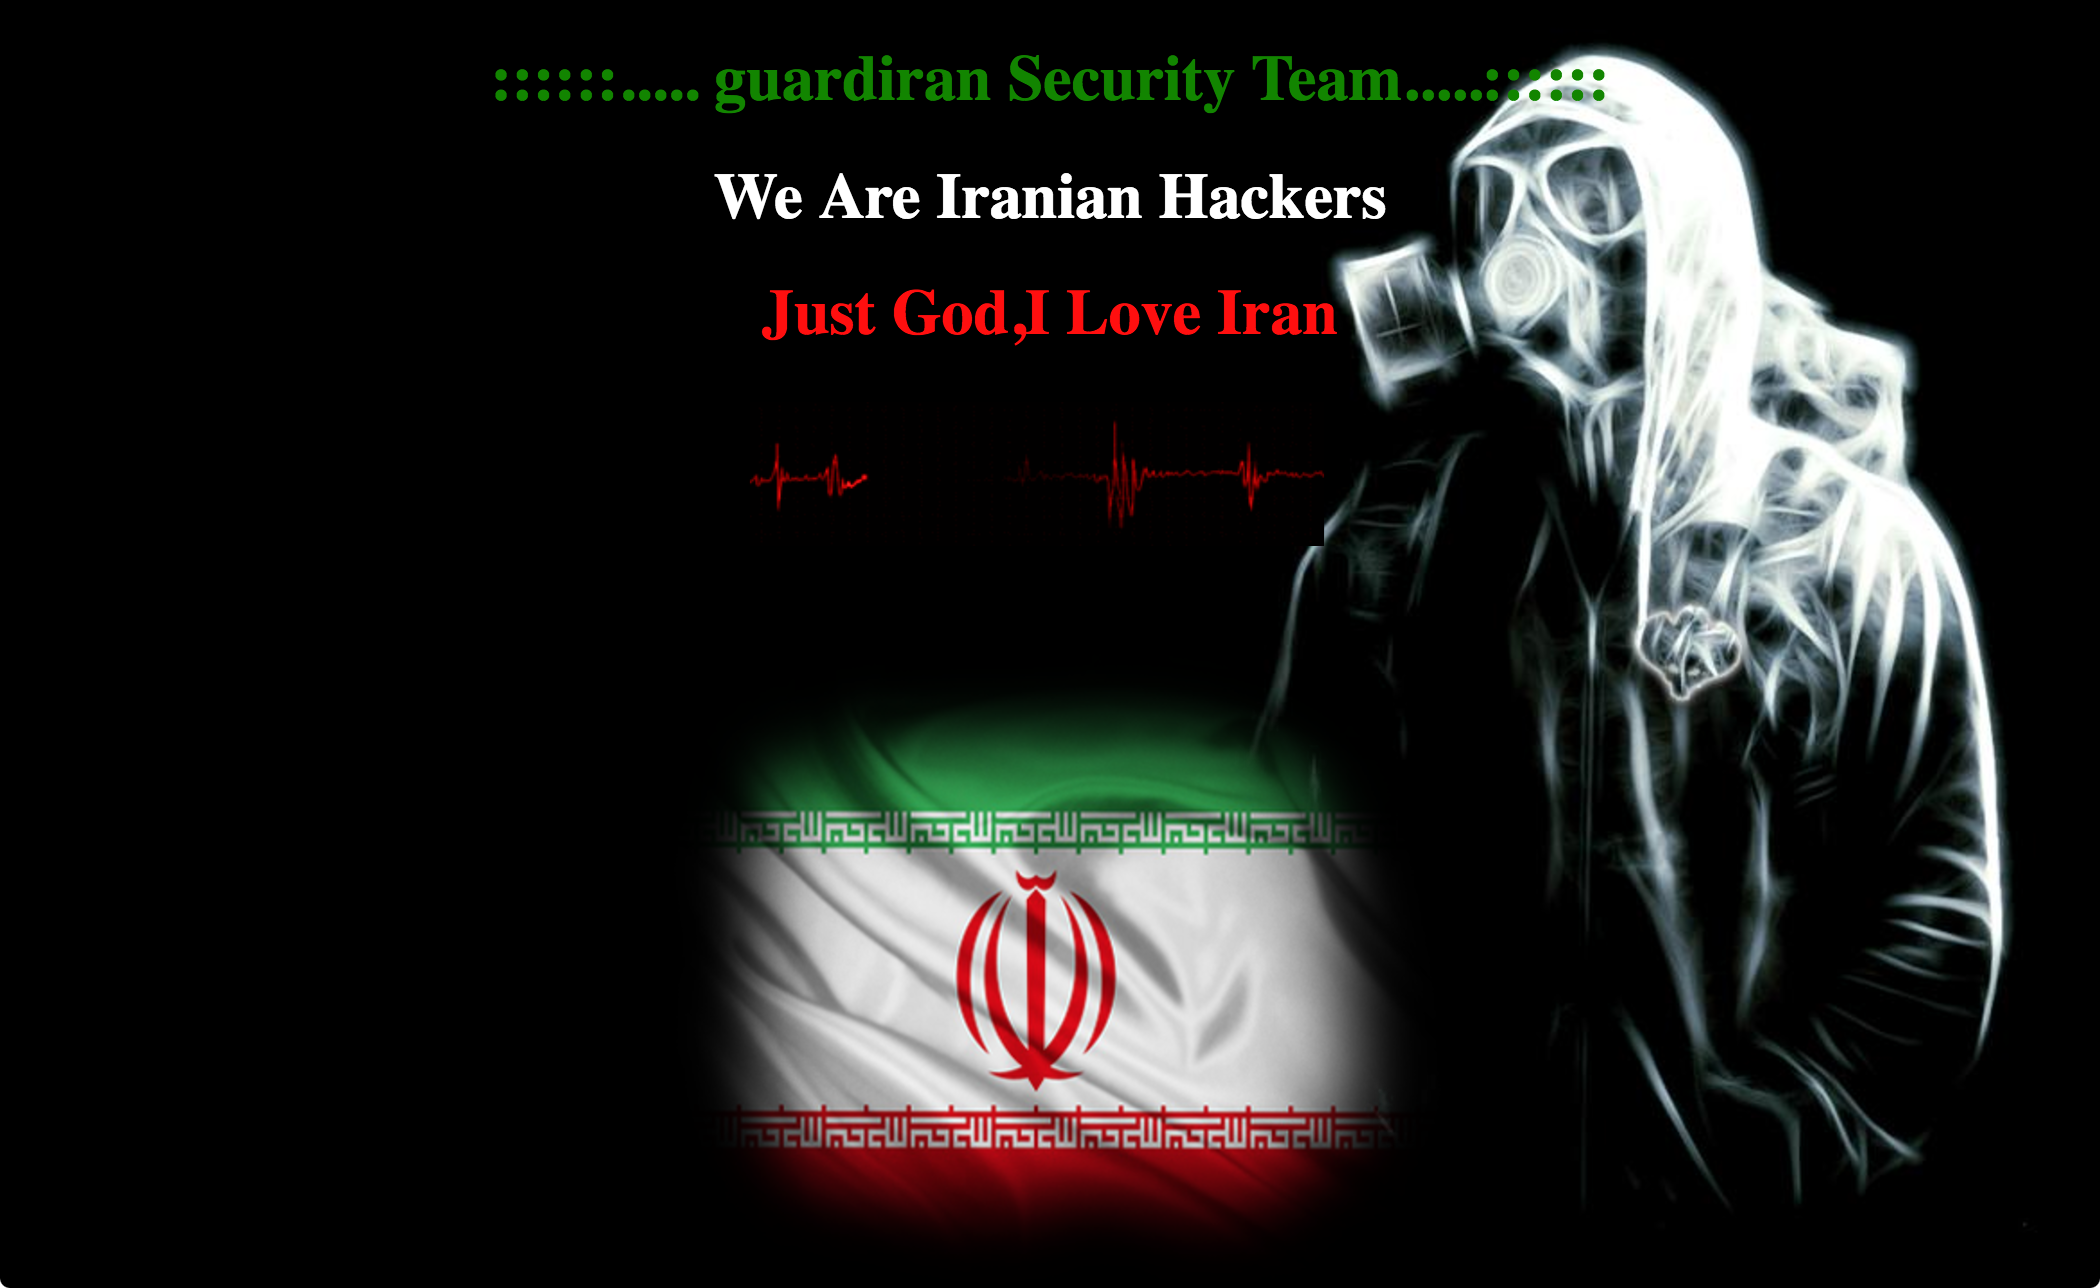 ::::::..... guardiran Security Team.....::::::
We Are Iranian Hackers
Just God,I Love Iran